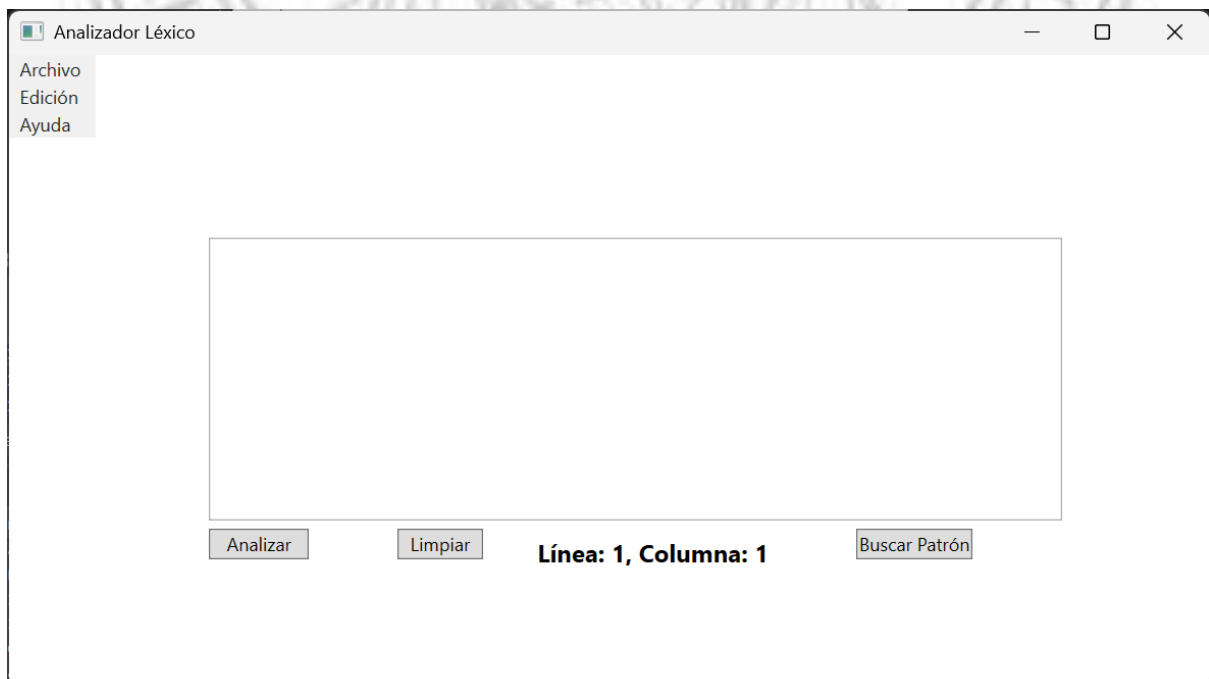 Analizador Léxico
Archivo
Edición
Ayuda
Analizar Limpiar Línea: 1, Columna: 1 Buscar Patrón